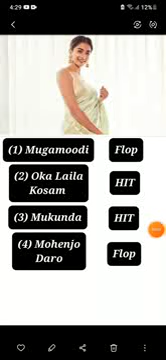 4:29
12%
(1) Mugamoodi
Flop
(2) Oka Laila
Kosam
HIT
(3) Mukunda
HIT
(4) Mohenjo
Daro
Flop